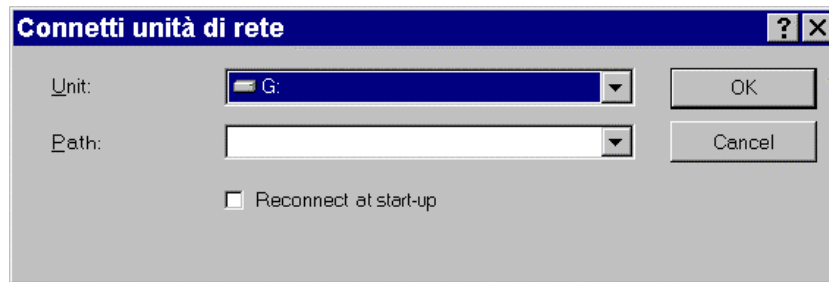 Connetti unità di rete
Unit: G: OK
Path: Cancel
Reconnect at start-up